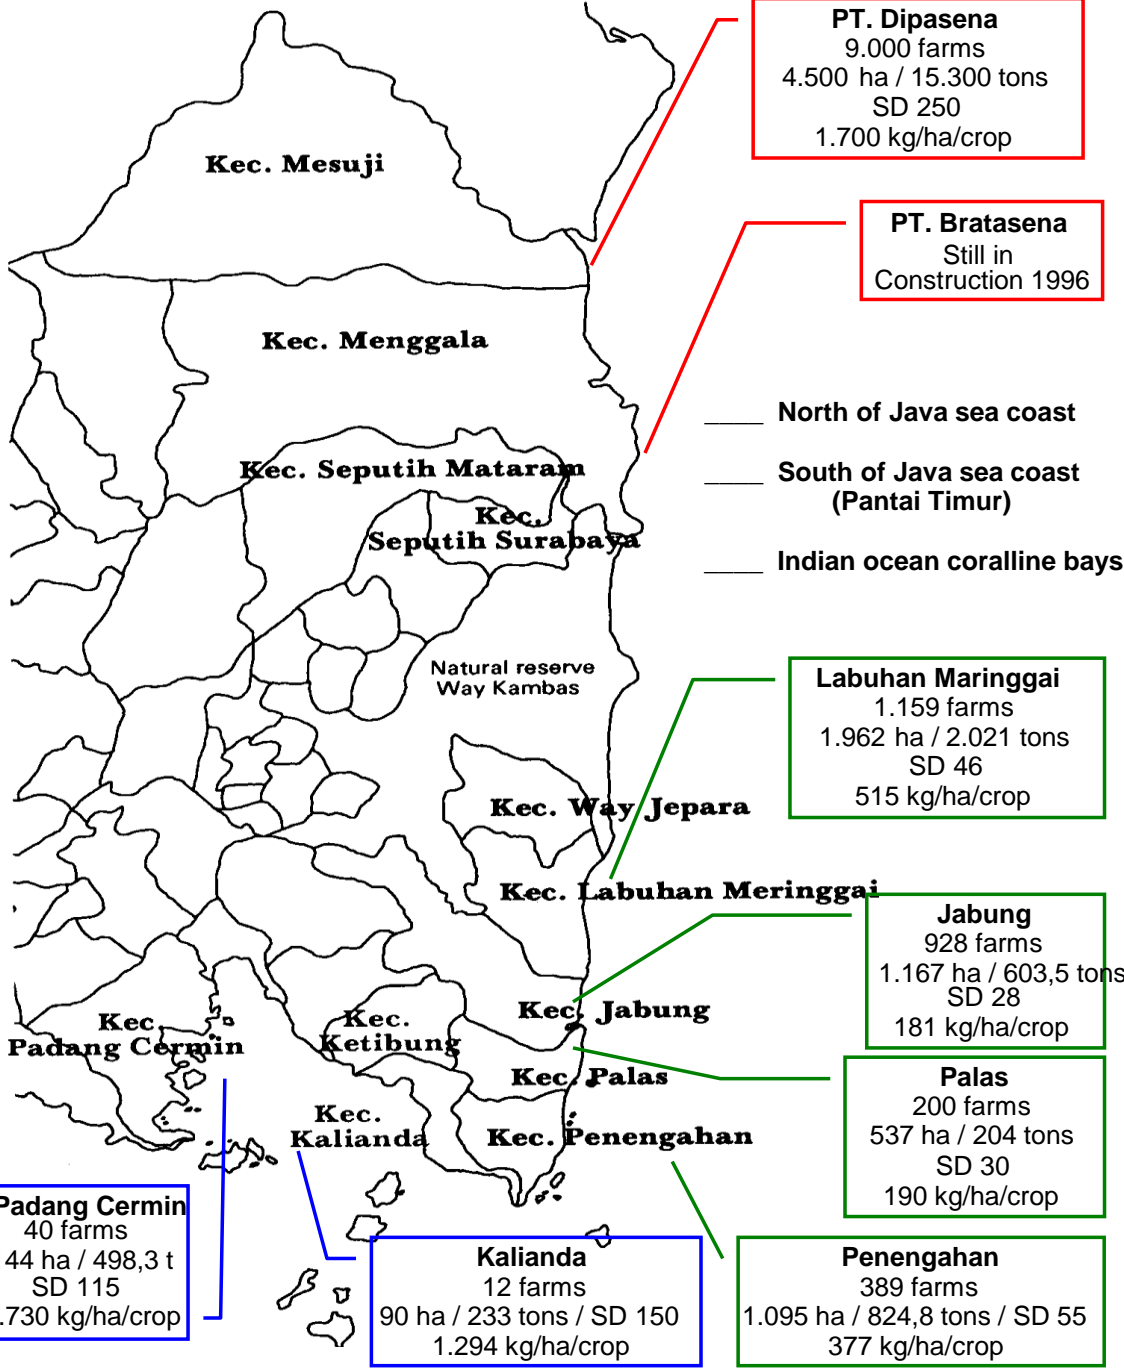 PT. Dipasena
9.000 farms
4.500 ha / 15.300 tons
SD 250
1.700 kg/ha/crop
Kec. Mesuji
PT. Bratasena
Still in
Construction 1996
Kec. Menggala
____ North of Java sea coast
____ South of Java sea coast
(Pantai Timur)
____ Indian ocean coralline bays
Kec. Seputih Mataram
Kec.
Seputih Surabaya
Natural reserve
Way Kambas
Labuhan Maringgai
1.159 farms
1.962 ha / 2.021 tons
SD 46
515 kg/ha/crop
Kec. Way Jepara
Kec. Labuhan Meringgai
Jabung
928 farms
1.167 ha / 603,5 tons
SD 28
181 kg/ha/crop
Kec. Jabung
Kec.
Padang Cermin
Kec.
Ketibung
Kec. Palas
Palas
200 farms
537 ha / 204 tons
SD 30
190 kg/ha/crop
Kec.
Kalianda
Kec. Penengahan
Padang Cermin
40 farms
44 ha / 498,3 t
SD 115
.730 kg/ha/crop
Kalianda
12 farms
90 ha / 233 tons / SD 150
1.294 kg/ha/crop
Penengahan
389 farms
1.095 ha / 824,8 tons / SD 55
377 kg/ha/crop